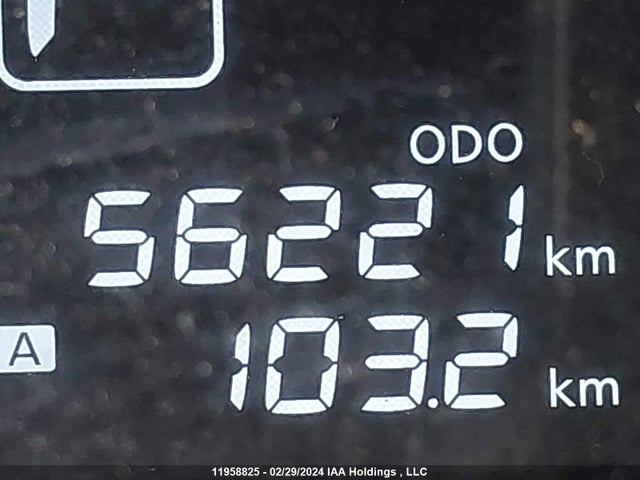 ODO
56221 km
A 103.2 km
11958825 - 02/29/2024 IAA Holdings , LLC